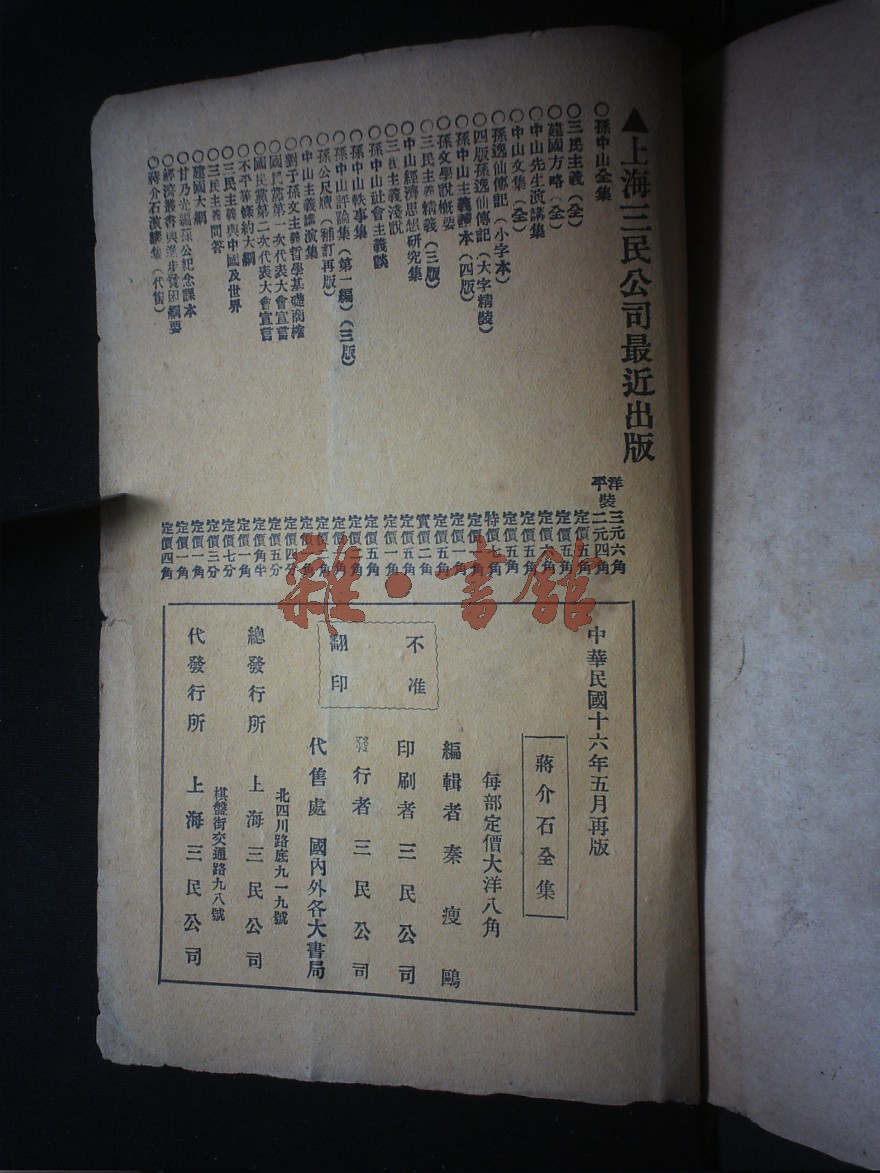 ▲上海三民公司最近出版
○孫中山全集
平洋裝
三元六角
二元四角
○三民主義(全)
○建國方略(全)
○中山先生演講集
○中山文集(全)
○孫逸仙傳記(小字本)
○四版孫逸仙傳記(大字精裝)
○孫中山主義讀本(四版)
○孫文學說概要
○三民主義精義(三版)
○中山經濟思想研究集
○三民主義淺說
○孫中山社會主義談
○孫中山軼事集
○孫中山評論集(第一編)(三版)
○孫公尺牘(補訂再版)
○中山主義講演集
○對于孫文主義哲學基礎商榷
○國民黨第一次代表大會宣言
○國民黨第二次代表大會宣言
○不平等條約大綱
○三民主義與中國及世界
○三民主義問答
○建國大綱
○甘乃光編孫公紀念課本
○經濟叢書與進步貧困綱要
○蔣介石演講集(代售)
定價五角
定價五角
定價五角
定價五角
特價七角
定價一角
定價五角
實價二角
定價五角
定價一角
定價五角
定價四分
定價五分
定價角半
定價一角
定價七分
定價三分
定價一角
定價一角
定價四角
雜·書館
中華民國十六年五月再版
蔣介石全集
每部定價大洋八角
不准
翻印
編輯者 秦瘦鷗
印刷者 三民公司
發行者 三民公司
代售處 國內外各大書局
北四川路底九一九號
總發行所 上海三民公司
棋盤街交通路九八號
代發行所 上海三民公司